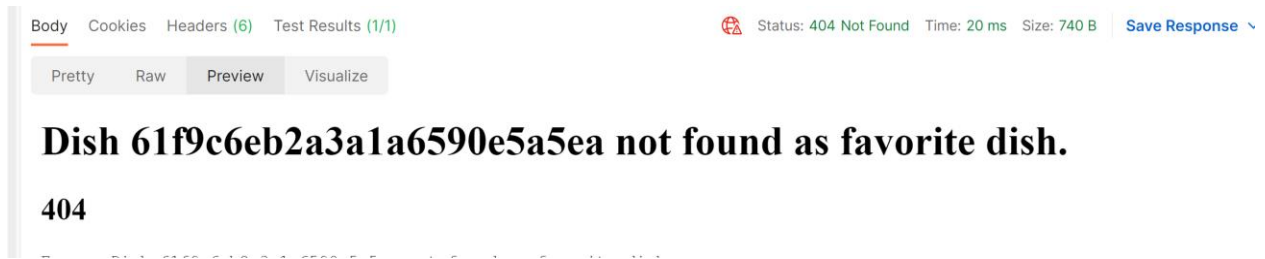 Body Cookies Headers (6) Test Results (1/1) Status: 404 Not Found Time: 20 ms Size: 740 B Save Response
Pretty Raw Preview Visualize
Dish 61f9c6eb2a3a1a6590e5a5ea not found as favorite dish.
404